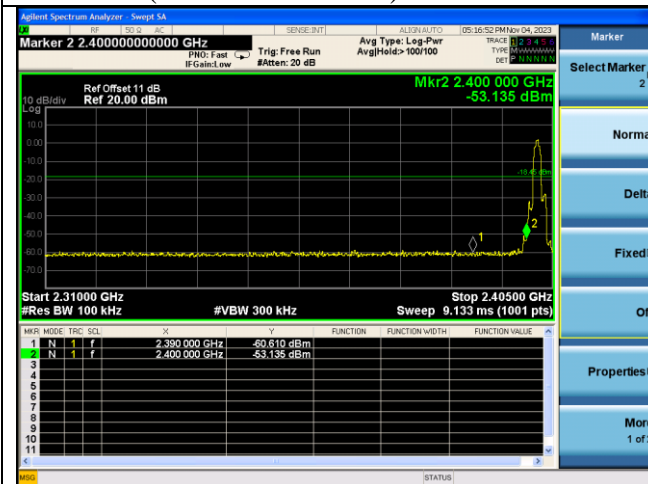 Agilent Spectrum Analyzer - Swept SA
RF 50 Ω AC SENSE:INT ALIGN AUTO 05:16:52 PM Nov 04, 2023
Marker 2 2.400000000000 GHz
PNO: Fast
IFGain:Low
Trig: Free Run
#Atten: 20 dB
Avg Type: Log-Pwr
Avg|Hold:> 100/100
TRACE 1 2 3 4 5 6
TYPE M
DET P N N N N N
Marker
Select Marker
2
Ref Offset 11 dB
10 dB/div Ref 20.00 dBm
Log
Mkr2 2.400 000 GHz
-53.135 dBm
10.0
0.00
-10.0
-20.0
-30.0
-40.0
-50.0
-60.0
-70.0
-18.45 dBm
1
2
Start 2.31000 GHz Stop 2.40500 GHz
#Res BW 100 kHz #VBW 300 kHz Sweep 9.133 ms (1001 pts)
MKR MODE TRC SCL X Y FUNCTION FUNCTION WIDTH FUNCTION VALUE
1 N 1 f 2.390 000 GHz -60.610 dBm
2 N 1 f 2.400 000 GHz -53.135 dBm
3
4
5
6
7
8
9
10
11
Norma
Delt
Fixed
Of
Properties
Mor
1 of
MSG STATUS